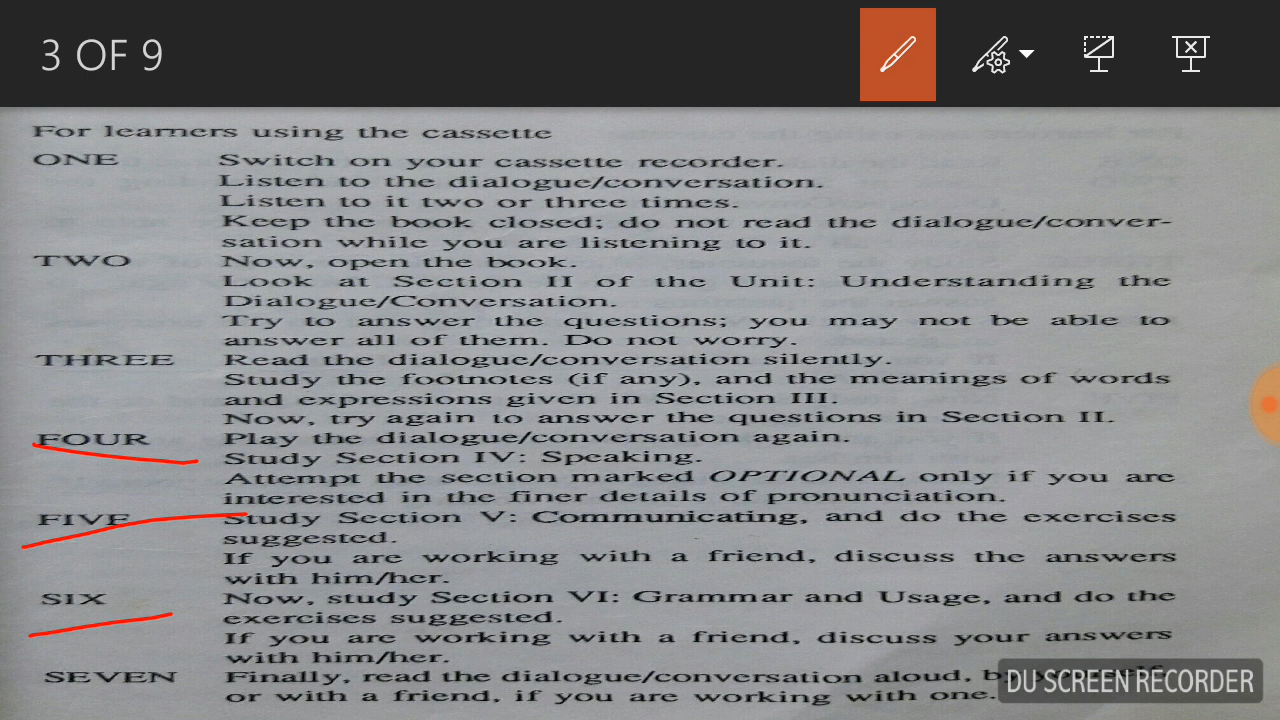 3 OF 9
For learners using the cassette
ONE Switch on your cassette recorder.
Listen to the dialogue/conversation.
Listen to it two or three times.
Keep the book closed; do not read the dialogue/conver-
sation while you are listening to it.
TWO Now, open the book.
Look at Section II of the Unit: Understanding the
Dialogue/Conversation.
Try to answer the questions; you may not be able to
answer all of them. Do not worry.
THREE Read the dialogue/conversation silently.
Study the footnotes (if any), and the meanings of words
and expressions given in Section III.
Now, try again to answer the questions in Section II.
FOUR Play the dialogue/conversation again.
Study Section IV: Speaking.
Attempt the section marked OPTIONAL only if you are
interested in the finer details of pronunciation.
FIVE Study Section V: Communicating, and do the exercises
suggested.
If you are working with a friend, discuss the answers
with him/her.
SIX Now, study Section VI: Grammar and Usage, and do the
exercises suggested.
If you are working with a friend, discuss your answers
with him/her.
SEVEN Finally, read the dialogue/conversation aloud,
or with a friend, if you are working with one.
DU SCREEN RECORDER